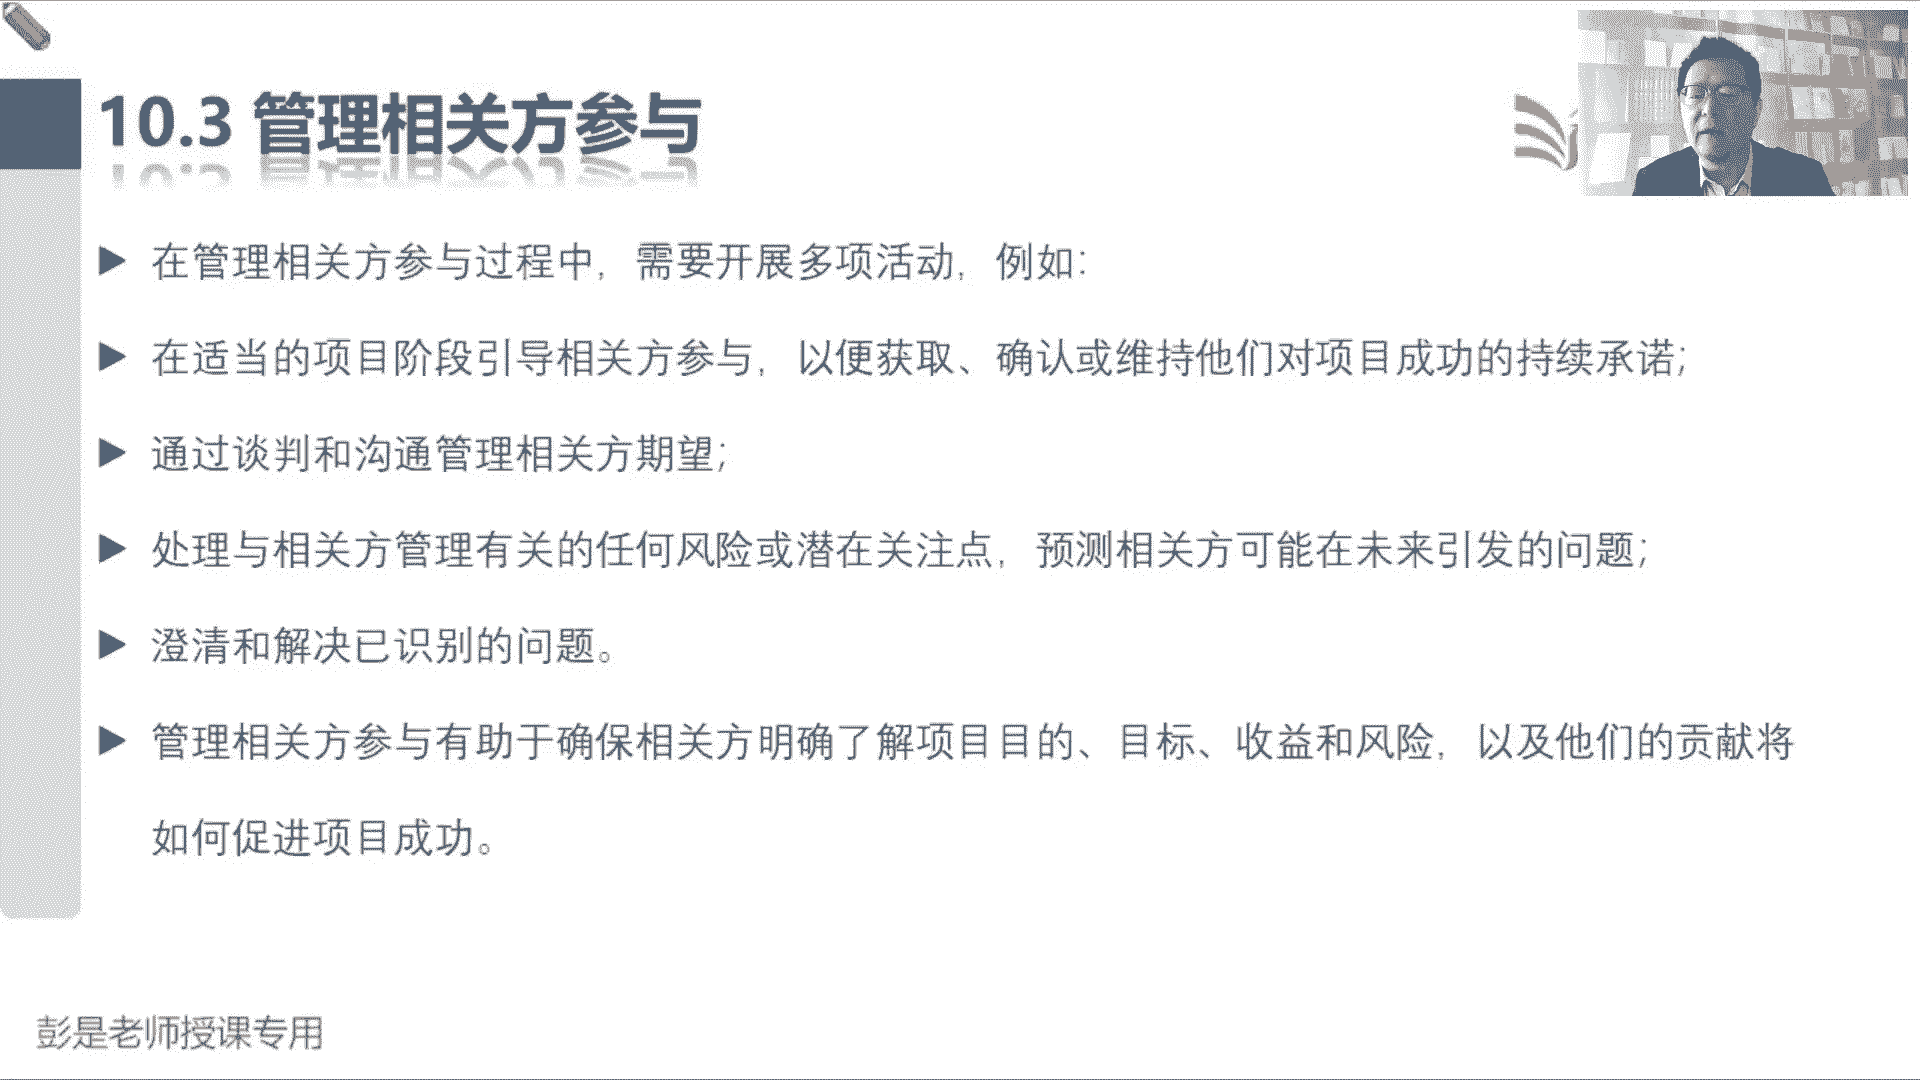 10.3 管理相关方参与
在管理相关方参与过程中，需要开展多项活动，例如：
在适当的项目阶段引导相关方参与，以便获取、确认或维持他们对项目成功的持续承诺；
通过谈判和沟通管理相关方期望；
处理与相关方管理有关的任何风险或潜在关注点，预测相关方可能在未来引发的问题；
澄清和解决已识别的问题。
管理相关方参与有助于确保相关方明确了解项目目的、目标、收益和风险，以及他们的贡献将
如何促进项目成功。
彭是老师授课专用